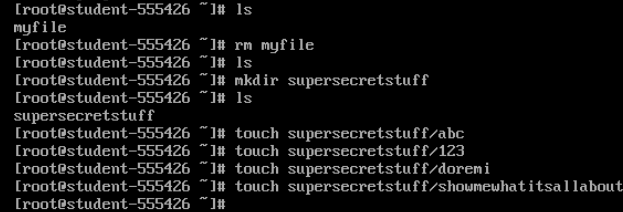 [root@student-555426 ~]# ls
myfile
[root@student-555426 ~]# rm myfile
[root@student-555426 ~]# ls
[root@student-555426 ~]# mkdir supersecretstuff
[root@student-555426 ~]# ls
supersecretstuff
[root@student-555426 ~]# touch supersecretstuff/abc
[root@student-555426 ~]# touch supersecretstuff/123
[root@student-555426 ~]# touch supersecretstuff/doremi
[root@student-555426 ~]# touch supersecretstuff/showmewhatitsallabout
[root@student-555426 ~]#